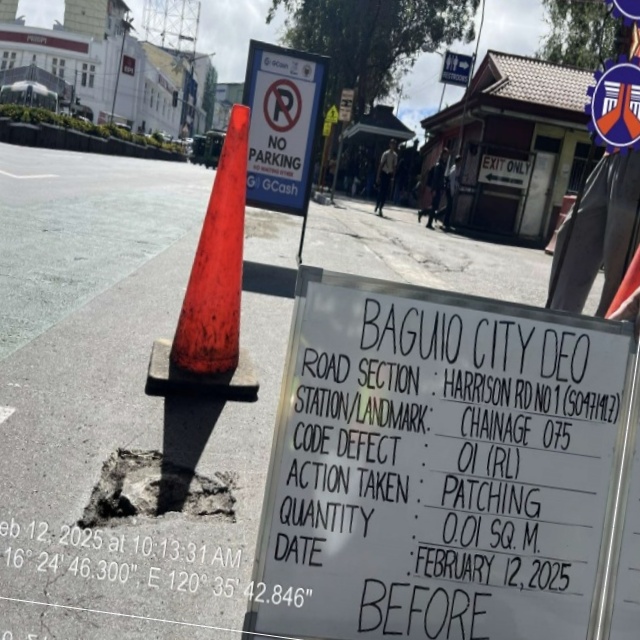 GCash
NO
PARKING
GCash
EXIT ONLY
BAGUIO CITY DEO
ROAD SECTION : HARRISON RD NO 1 (S0497MLZ)
STATION/LANDMARK: CHAINAGE 075
CODE DEFECT : 01 (RL)
ACTION TAKEN : PATCHING
QUANTITY : 0.01 SQ. M.
DATE : FEBRUARY 12, 2025
BEFORE
eb 12, 2025 at 10:13:31 AM
16° 24' 46.300", E 120° 35' 42.846"